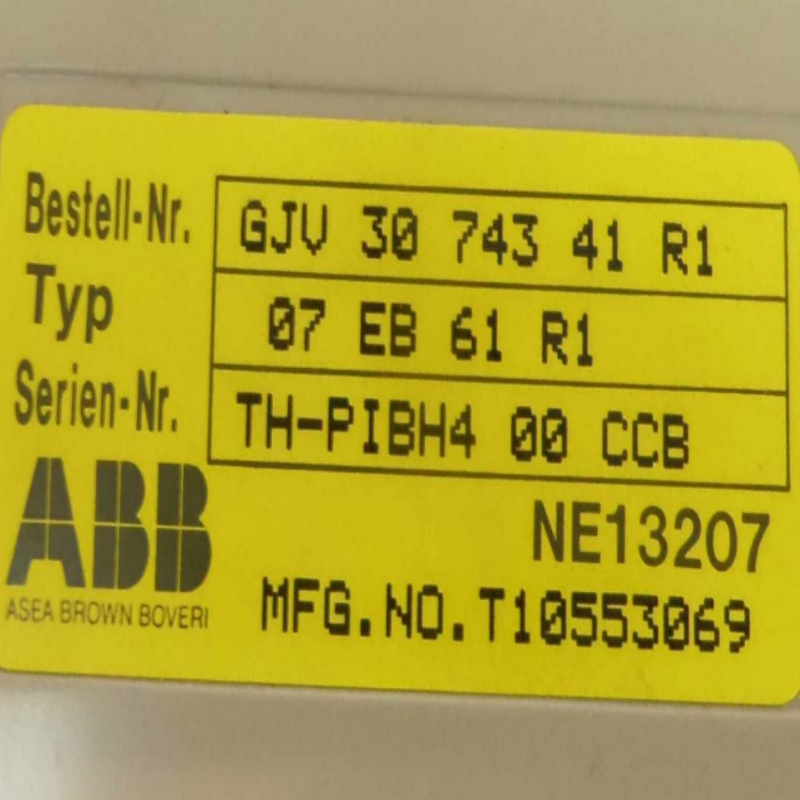 Bestell-Nr. GJV 30 743 41 R1
Typ 07 EB 61 R1
Serien-Nr. TH-PIBH4 00 CCB
ABB NE13207
ASEA BROWN BOVERI
MFG.NO.T10553069